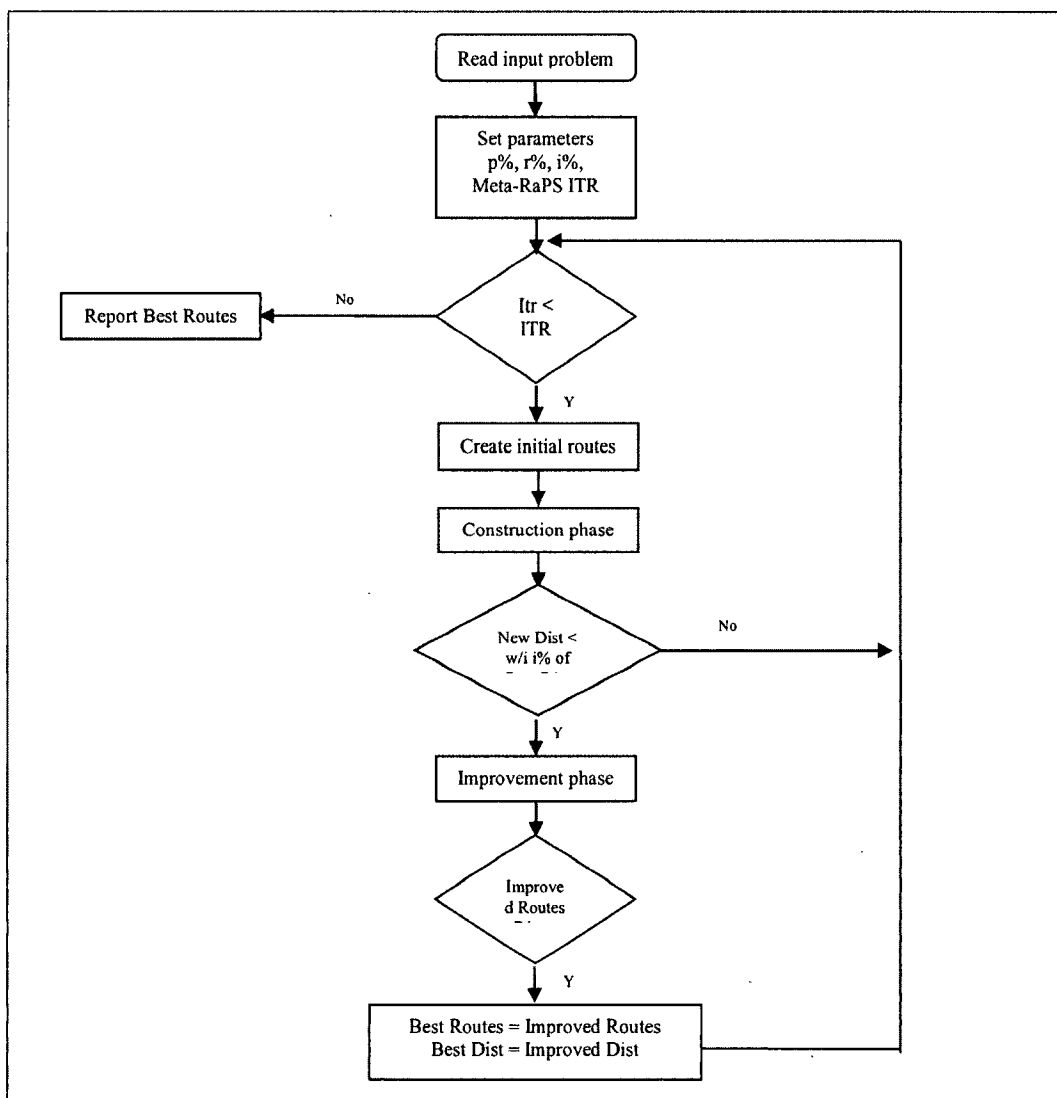 Read input problem
Set parameters
p%, r%, i%,
Meta-RaPS ITR
Itr <
ITR
No
Report Best Routes
Y
Create initial routes
Construction phase
New Dist <
w/i i% of
No
Y
Improvement phase
Improve
d Routes
Y
Best Routes = Improved Routes
Best Dist = Improved Dist